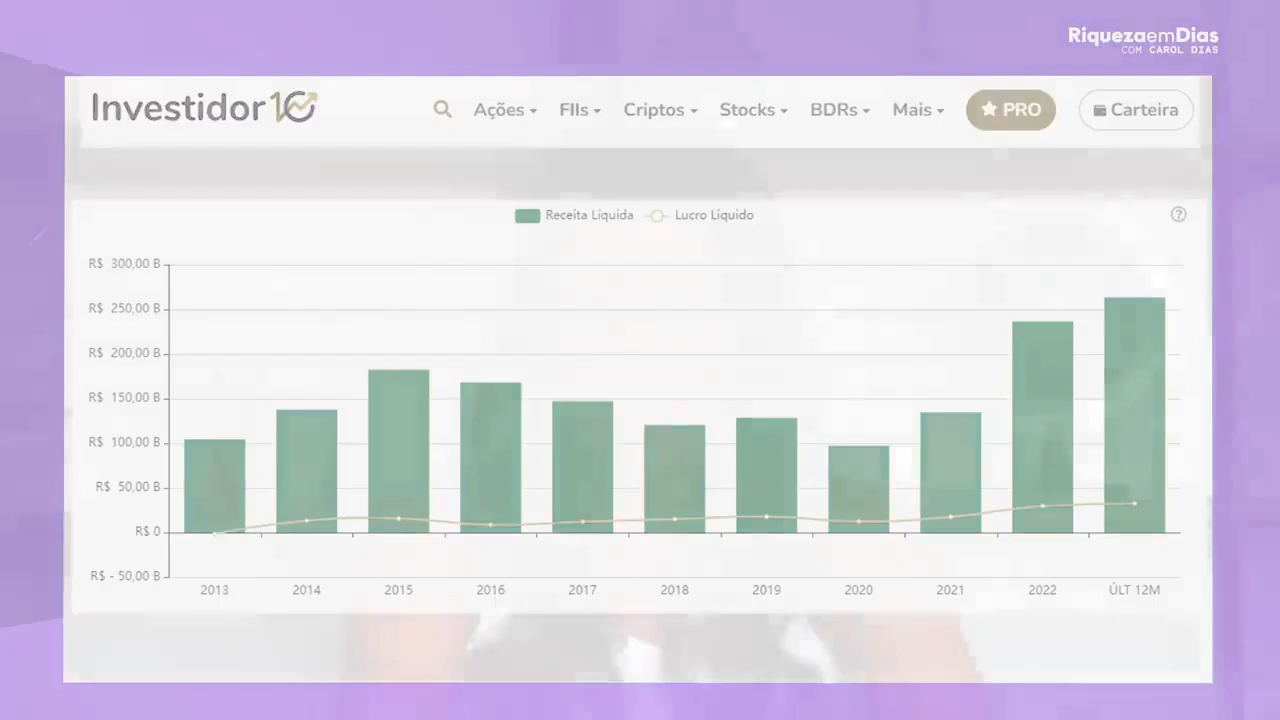 RiquezaemDias
COM CAROL DIAS
Investidor10
Ações FIIs Criptos Stocks BDRs Mais PRO Carteira
Receita Líquida Lucro Líquido
R$ 300,00 B
R$ 250,00 B
R$ 200,00 B
R$ 150,00 B
R$ 100,00 B
R$ 50,00 B
R$ 0
R$ - 50,00 B
2013 2014 2015 2016 2017 2018 2019 2020 2021 2022 ÚLT 12M